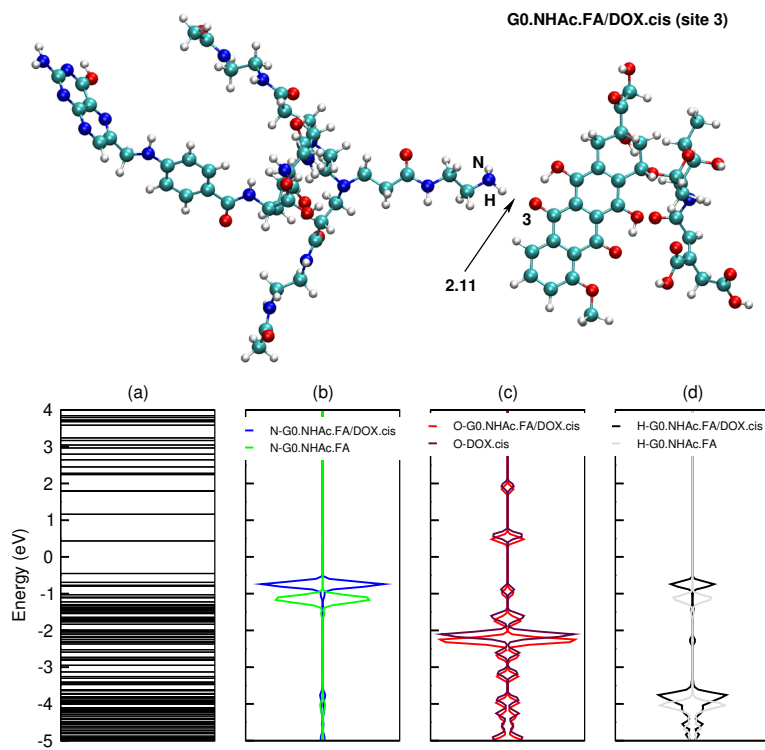 G0.NHAc.FA/DOX.cis (site 3)
N
H
3
2.11
(a) (b) (c) (d)
Energy (eV)
4
3
2
1
0
-1
-2
-3
-4
-5
N-G0.NHAc.FA/DOX.cis
N-G0.NHAc.FA
O-G0.NHAc.FA/DOX.cis
O-DOX.cis
H-G0.NHAc.FA/DOX.cis
H-G0.NHAc.FA